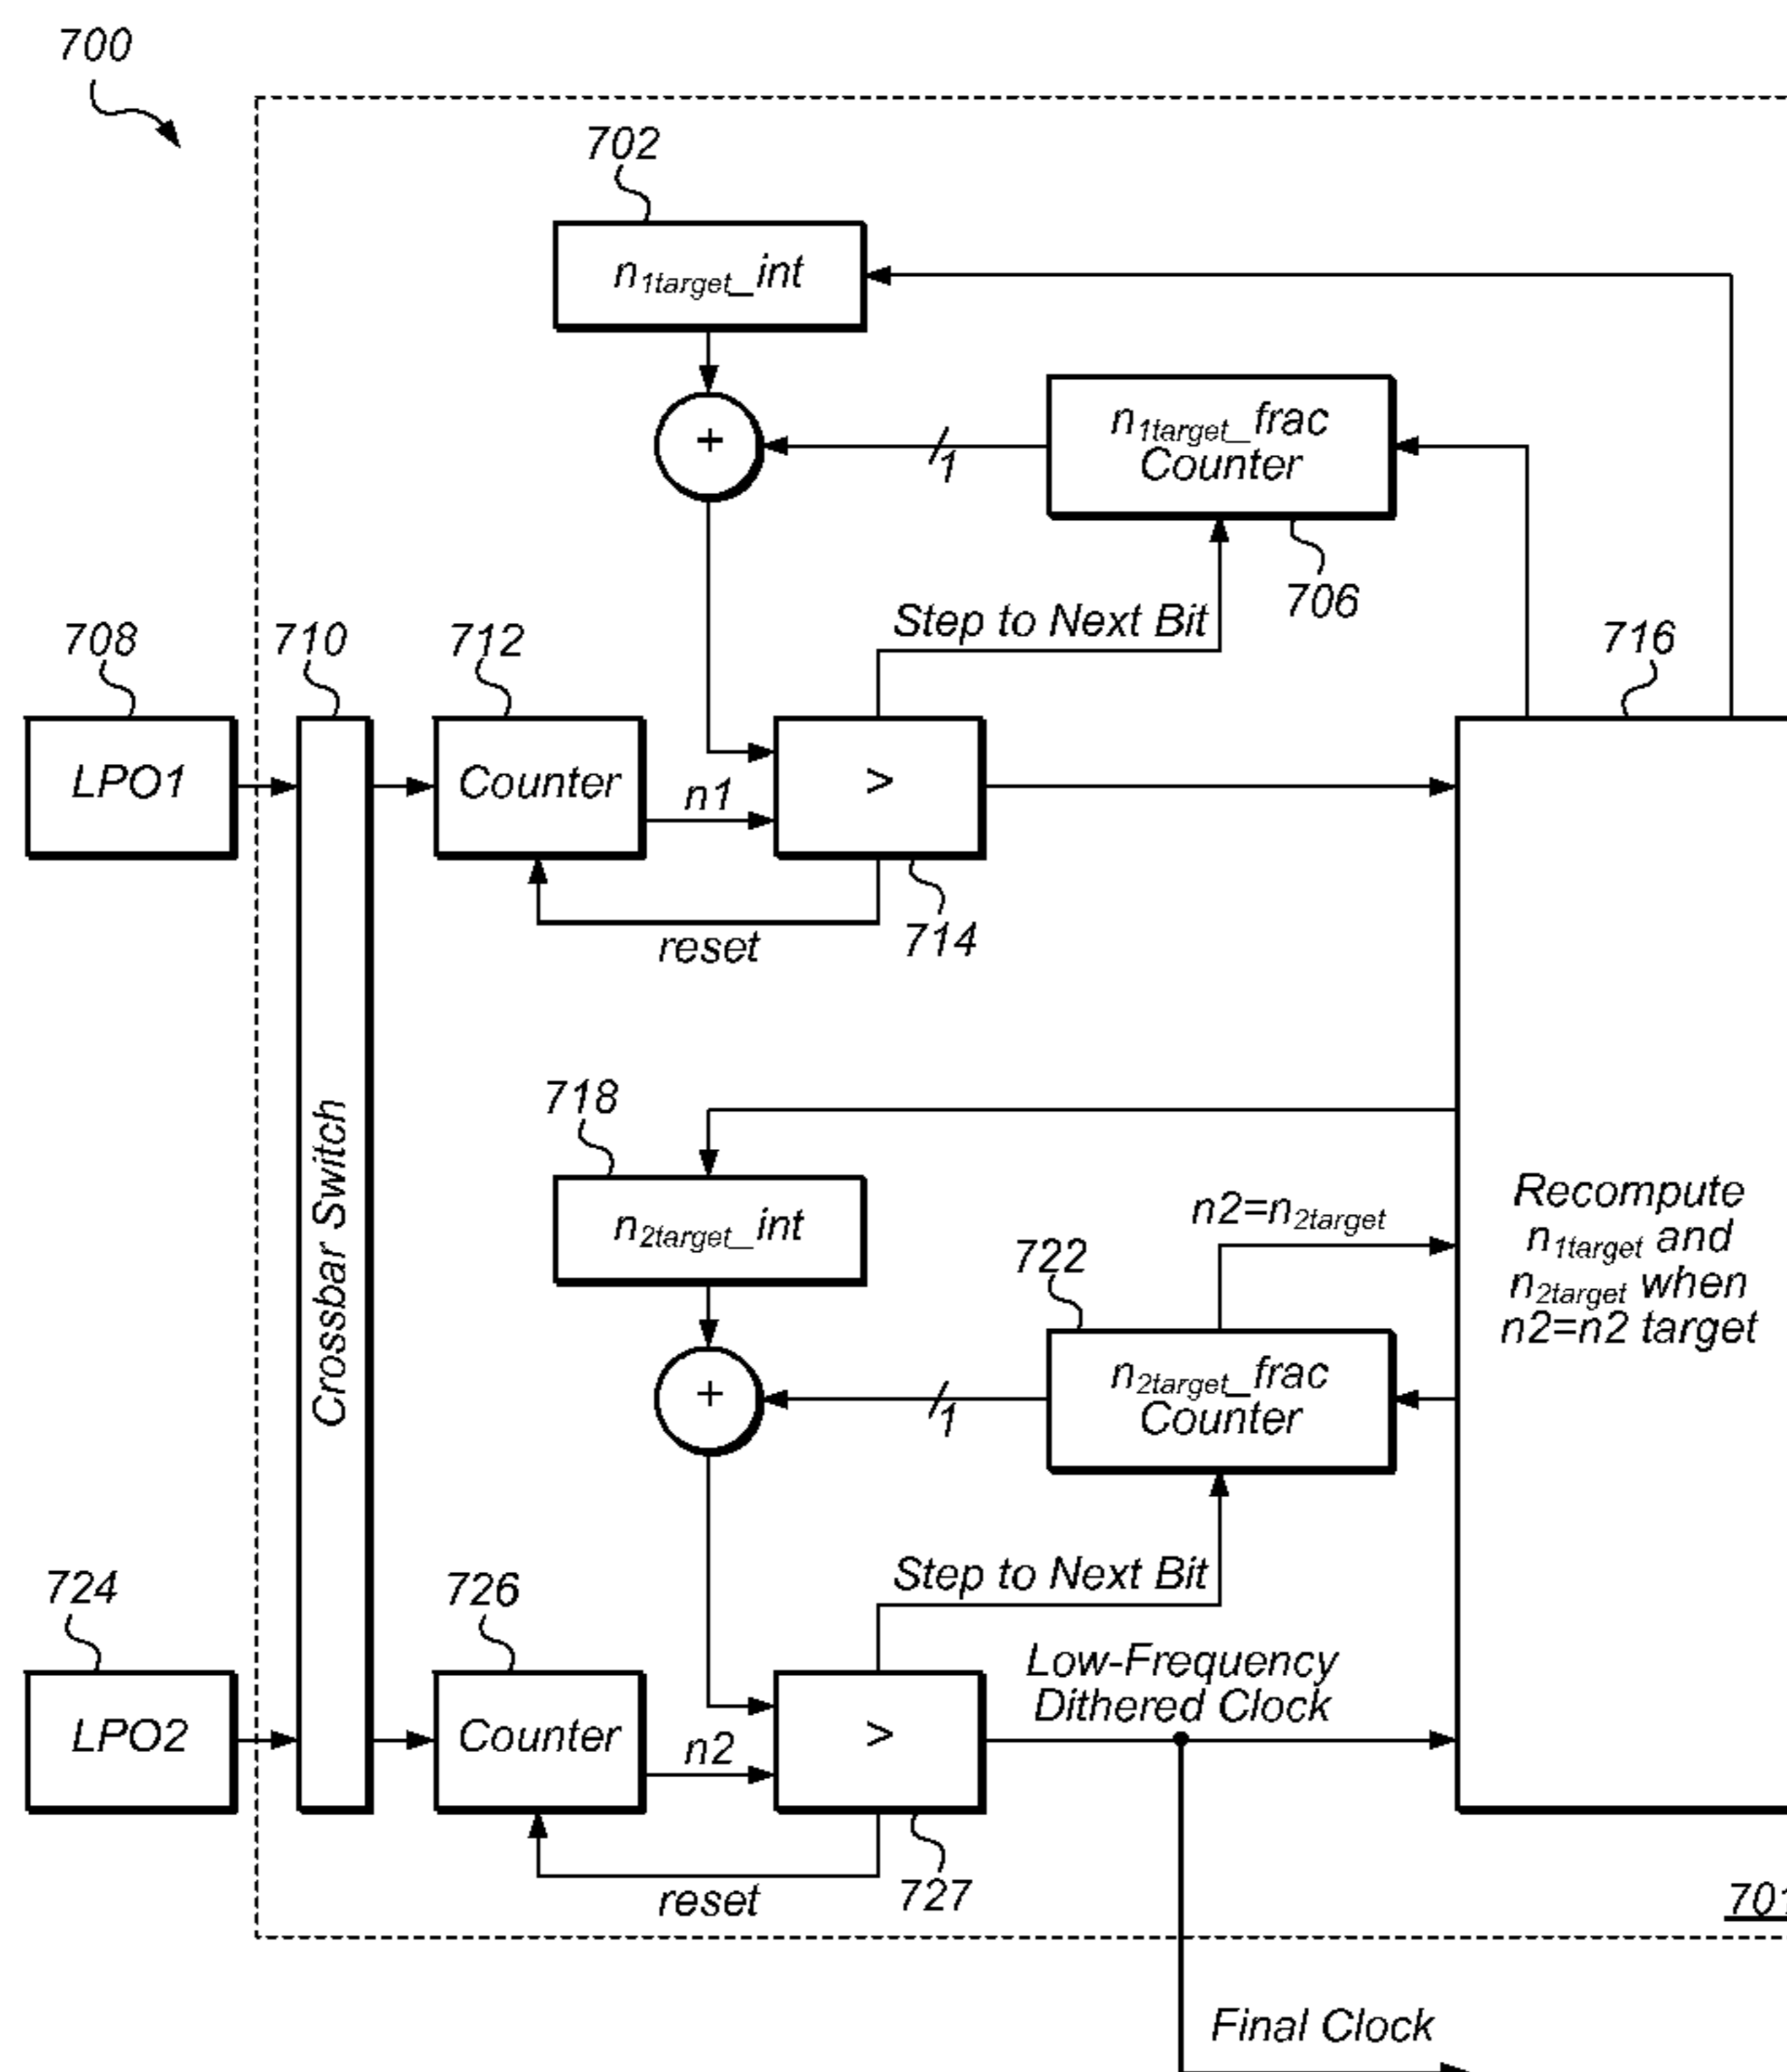 700
702
n1target_int
n1target_frac
Counter
+
1
706
Step to Next Bit
708
710
712
716
LPO1
Counter
n1
>
reset
714
Crossbar Switch
718
n2target_int
n2=n2target
722
Recompute
n1target and
n2target when
n2=n2 target
n2target_frac
Counter
+
1
Step to Next Bit
724
726
Low-Frequency
Dithered Clock
LPO2
Counter
n2
>
reset
727
701
Final Clock